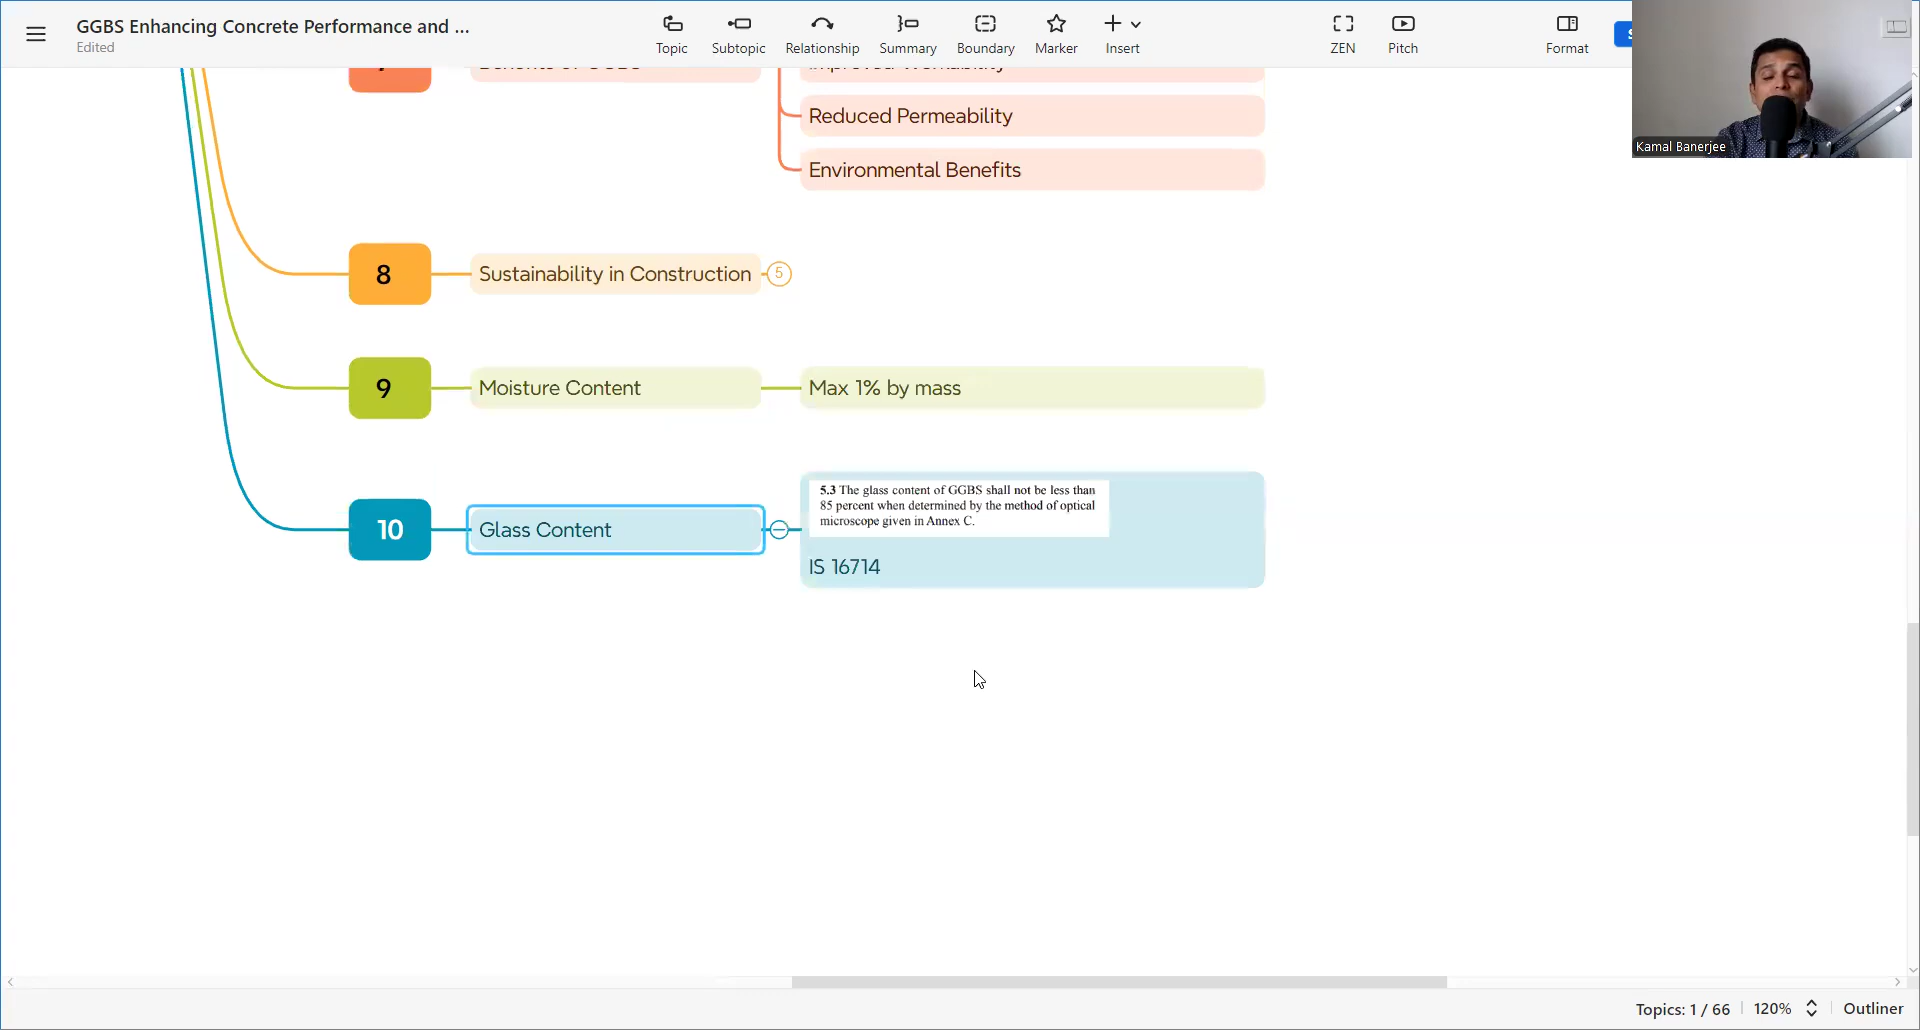 GGBS Enhancing Concrete Performance and ...
Edited
Topic
Subtopic
Relationship
Summary
Boundary
Marker
Insert
ZEN
Pitch
Format
Kamal Banerjee
Reduced Permeability
Environmental Benefits
8
Sustainability in Construction
5
9
Moisture Content
Max 1% by mass
10
Glass Content
5.3 The glass content of GGBS shall not be less than
85 percent when determined by the method of optical
microscope given in Annex C.
IS 16714
Topics: 1 / 66
120%
Outliner